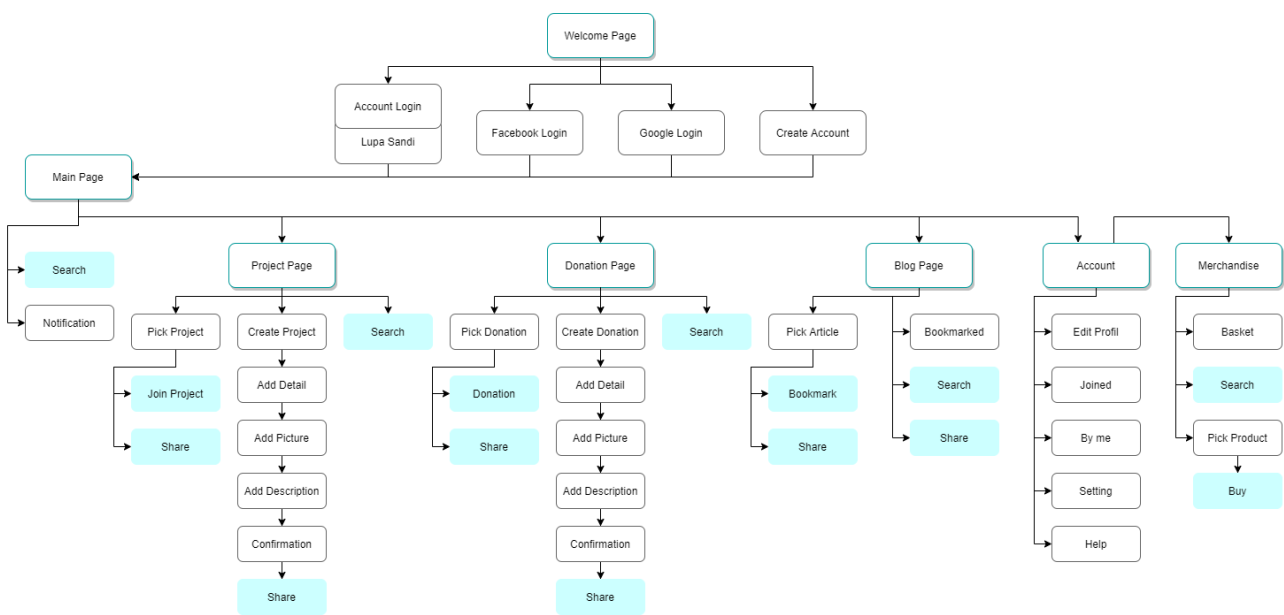 Welcome Page
Account Login
Lupa Sandi
Facebook Login
Google Login
Create Account
Main Page
Search
Notification
Project Page
Pick Project
Join Project
Share
Create Project
Add Detail
Add Picture
Add Description
Confirmation
Share
Search
Donation Page
Pick Donation
Donation
Share
Create Donation
Add Detail
Add Picture
Add Description
Confirmation
Share
Search
Blog Page
Pick Article
Bookmark
Share
Bookmarked
Search
Share
Account
Edit Profil
Joined
By me
Setting
Help
Merchandise
Basket
Search
Pick Product
Buy